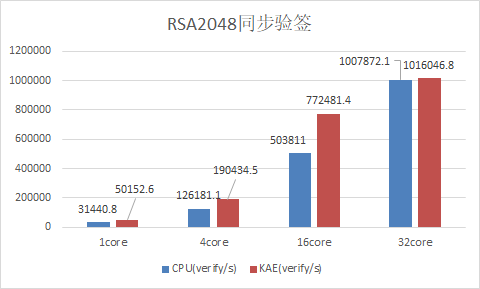 RSA2048同步验签
1200000
1000000
800000
600000
400000
200000
0
31440.8
50152.6
126181.1
190434.5
503811
772481.4
1007872.1
1016046.8
1core
4core
16core
32core
CPU(verify/s)
KAE(verify/s)